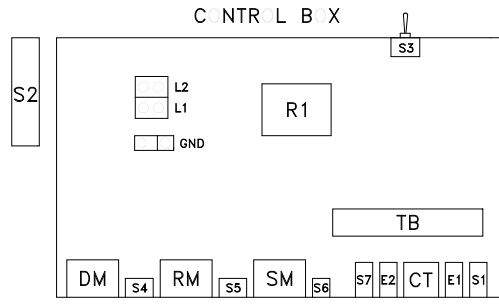 CONTROL BOX
S3
S2
L2
L1
R1
GND
TB
DM
S4
RM
S5
SM
S6
S7
E2
CT
E1
S1